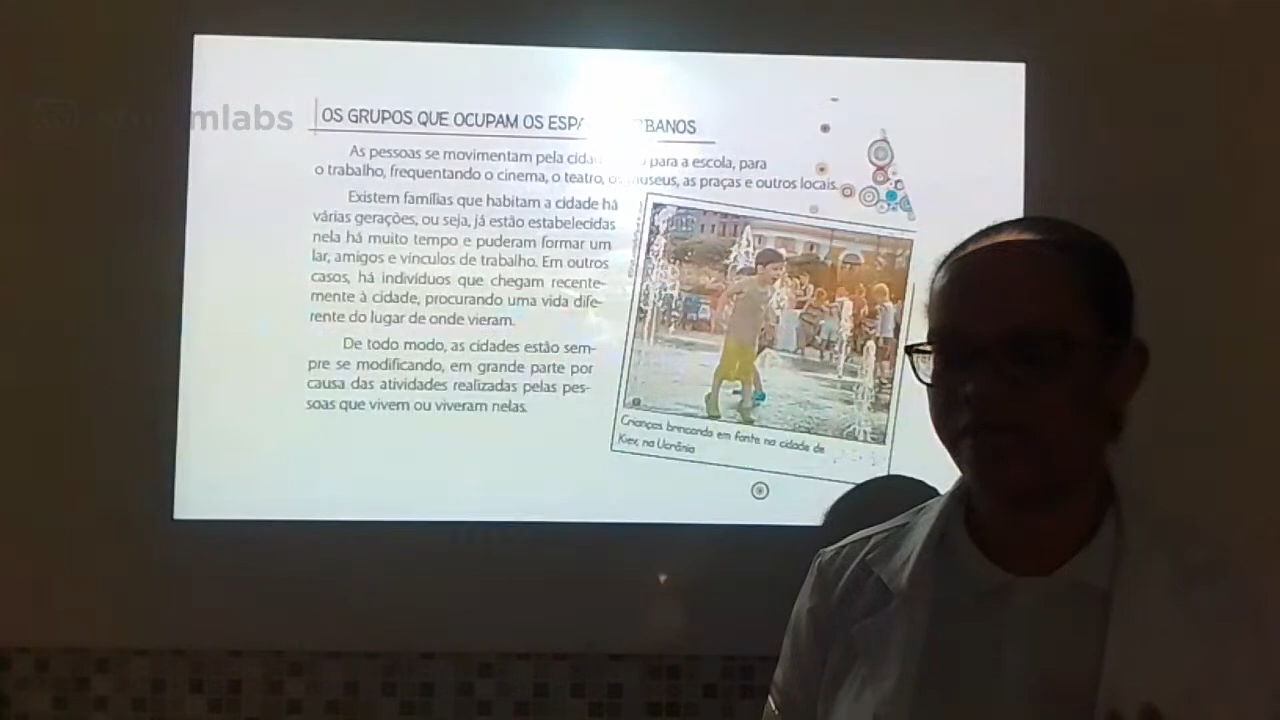 mlabs
OS GRUPOS QUE OCUPAM OS ESPA BANOS
As pessoas se movimentam pela cida para a escola, para
o trabalho, frequentando o cinema, o teatro, os museus, as praças e outros locais.
Existem famílias que habitam a cidade há
várias gerações, ou seja, já estão estabelecidas
nela há muito tempo e puderam formar um
lar, amigos e vínculos de trabalho. Em outros
casos, há indivíduos que chegam recente-
mente à cidade, procurando uma vida dife-
rente do lugar de onde vieram.
De todo modo, as cidades estão sem-
pre se modificando, em grande parte por
causa das atividades realizadas pelas pes-
soas que vivem ou viveram nelas.
Crianças brincando em fonte na cidade de
Kiev, na Ucrânia